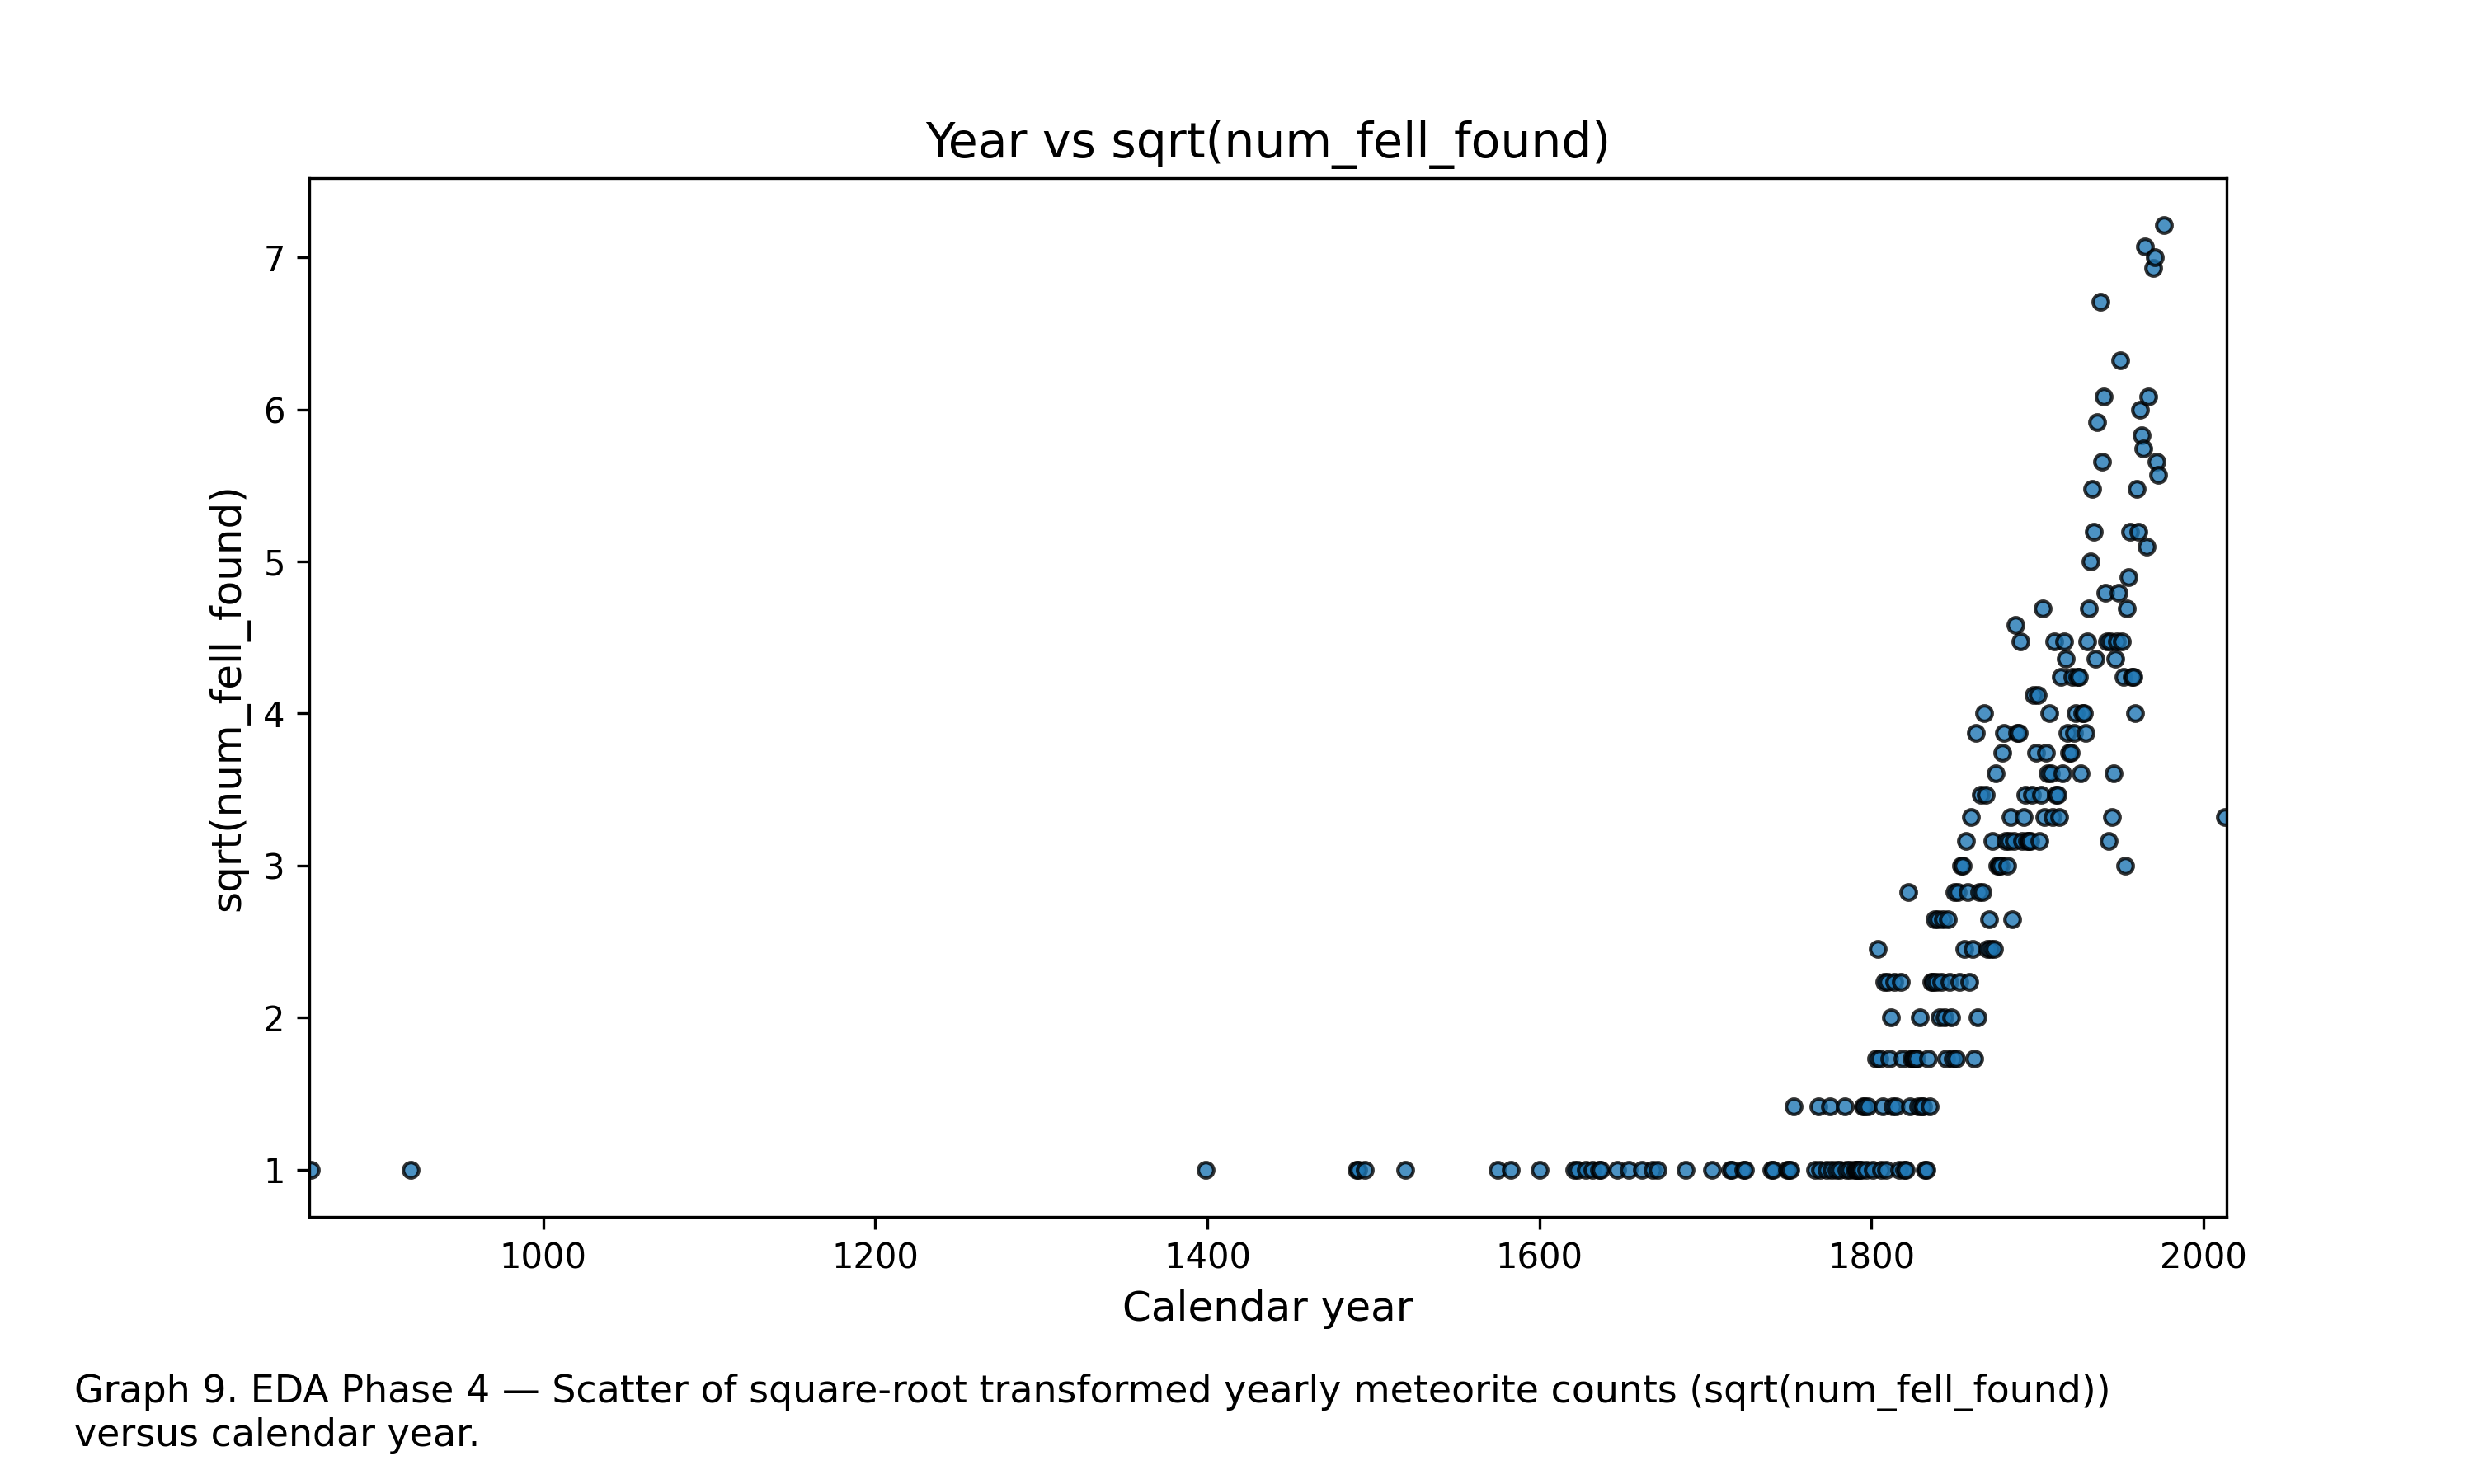 Year vs sqrt(num_fell_found)
sqrt(num_fell_found)
7
6
5
4
3
2
1
1000 1200 1400 1600 1800 2000
Calendar year
Graph 9. EDA Phase 4 — Scatter of square-root transformed yearly meteorite counts (sqrt(num_fell_found))
versus calendar year.